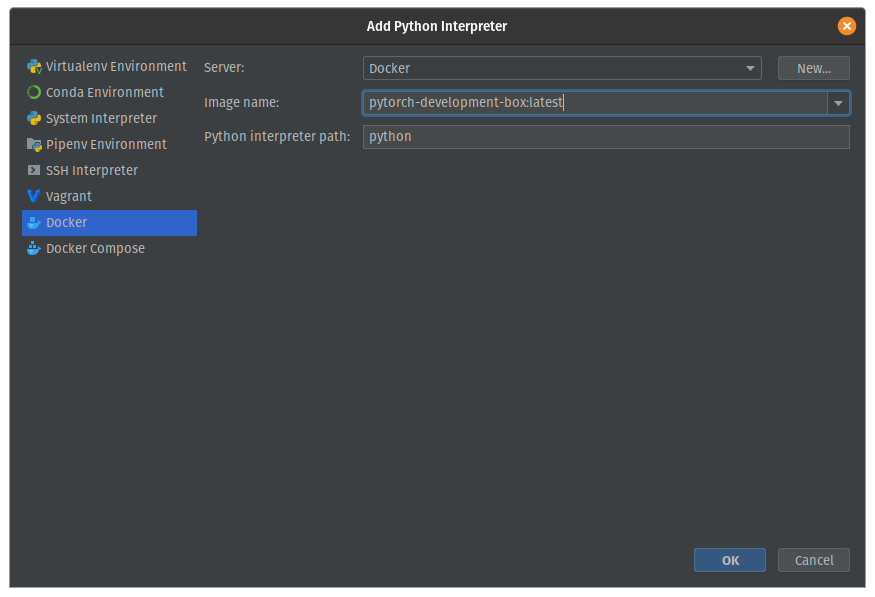 Add Python Interpreter
Virtualenv Environment
Conda Environment
System Interpreter
Pipenv Environment
SSH Interpreter
Vagrant
Docker
Docker Compose
Server:
Docker
New...
Image name:
pytorch-development-box:latest
Python interpreter path:
python
OK
Cancel